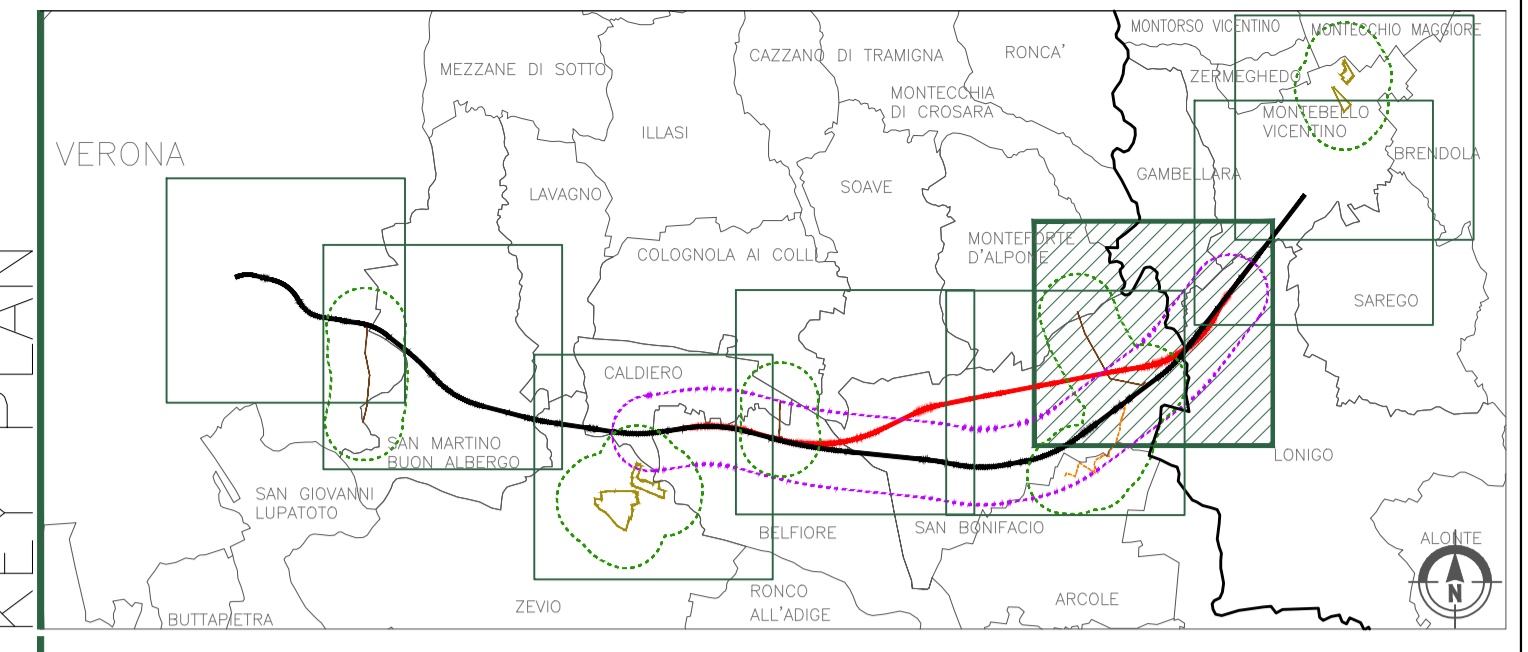 KEY PLAN
MONTORSO VICENTINO
MONTECCHIO MAGGIORE
CAZZANO DI TRAMIGNA
RONCA'
MEZZANE DI SOTTO
ZERMEGHEDO
MONTECCHIA
DI CROSARA
MONTEBELLO
VICENTINO
ILLASI
VERONA
BRENDOLA
GAMBELLARA
SOAVE
LAVAGNO
MONTEFORTE
D'ALPONE
COLOGNOLA AI COLLI
SAREGO
CALDIERO
SAN MARTINO
BUON ALBERGO
LONIGO
SAN GIOVANNI
LUPATOTO
BELFIORE
SAN BONIFACIO
ALONTE
RONCO
ALL'ADIGE
ARCOLE
ZEVIO
BUTTAPIETRA
N